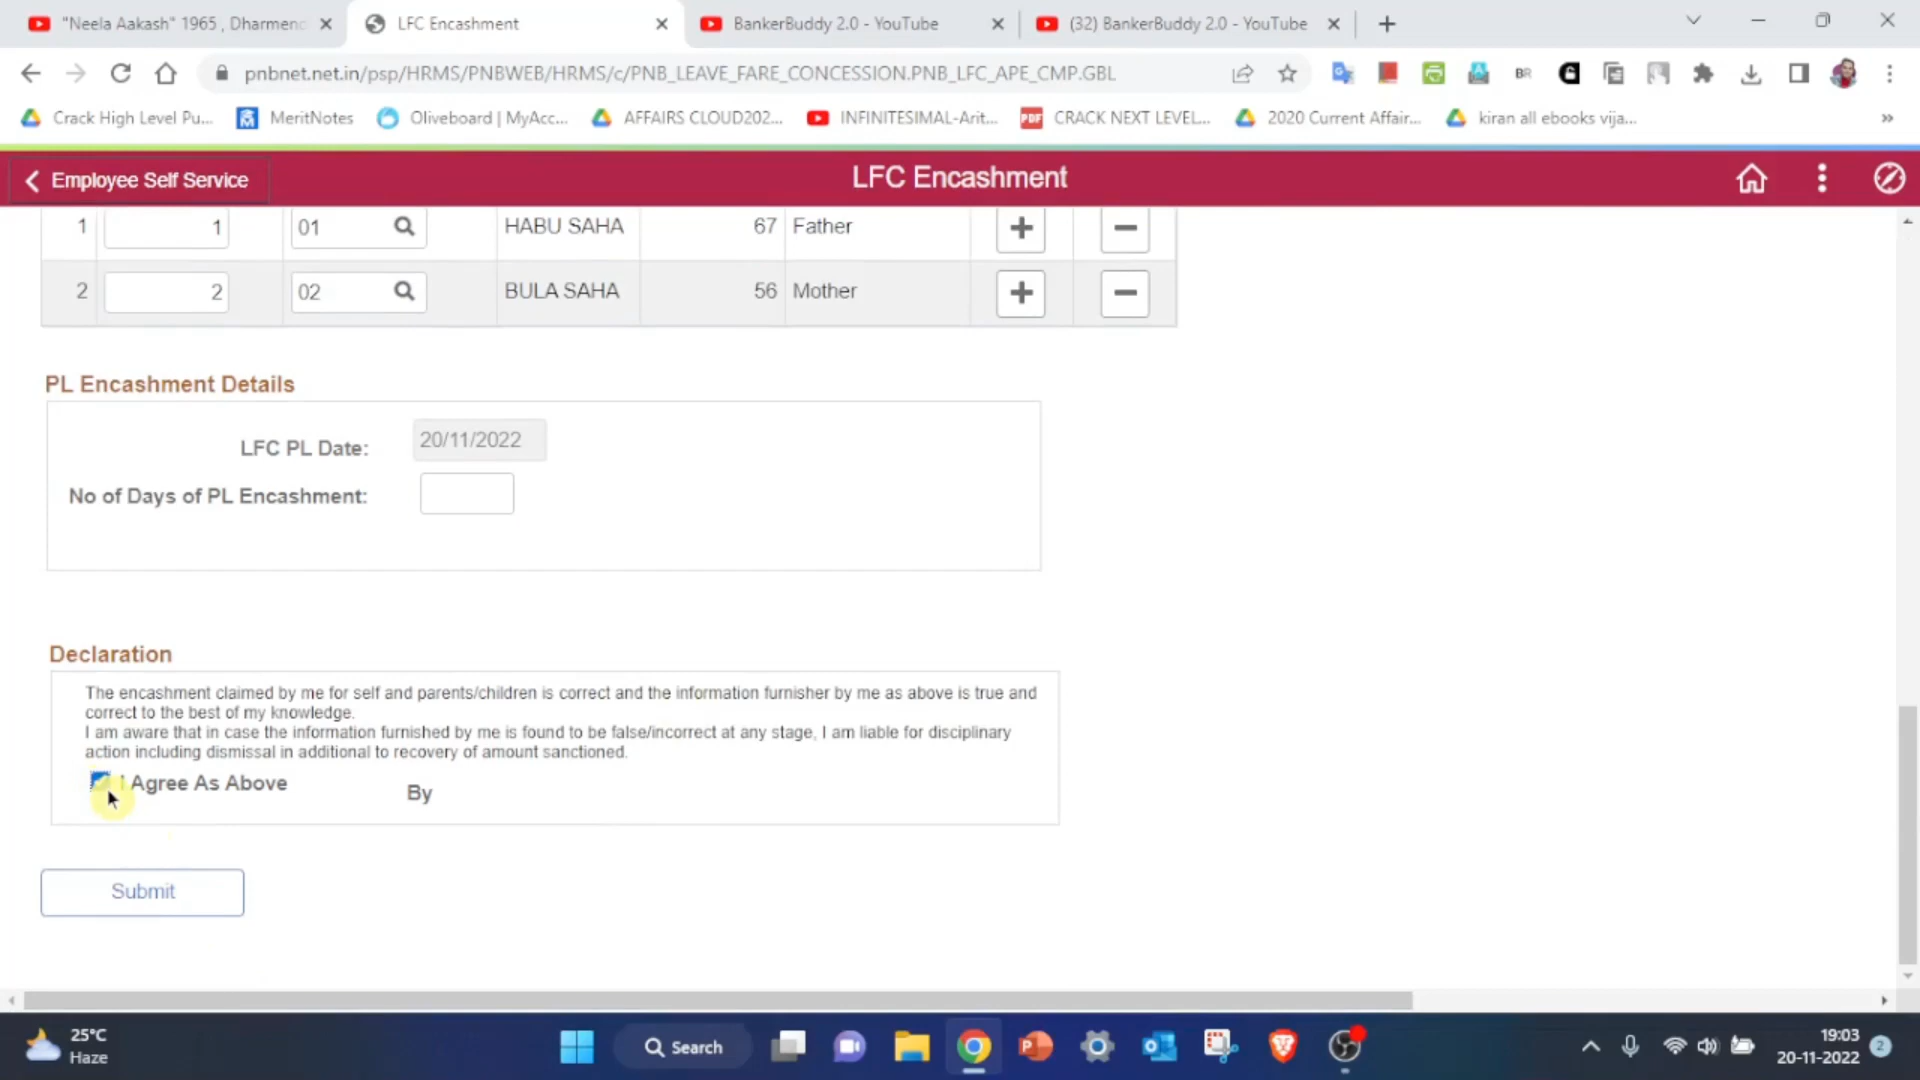 "Neela Aakash" 1965 , Dharmend
LFC Encashment
BankerBuddy 2.0 - YouTube
(32) BankerBuddy 2.0 - YouTube
pnbnet.net.in/psp/HRMS/PNBWEB/HRMS/c/PNB_LEAVE_FARE_CONCESSION.PNB_LFC_APE_CMP.GBL
BR
Crack High Level Pu...
MeritNotes
Oliveboard | MyAcc...
AFFAIRS CLOUD202...
INFINITESIMAL-Arit...
PDF
CRACK NEXT LEVEL...
2020 Current Affair...
kiran all ebooks vija...
»
Employee Self Service
LFC Encashment
1 1 01 HABU SAHA 67 Father
2 2 02 BULA SAHA 56 Mother
PL Encashment Details
LFC PL Date: 20/11/2022
No of Days of PL Encashment:
Declaration
The encashment claimed by me for self and parents/children is correct and the information furnisher by me as above is true and
correct to the best of my knowledge.
I am aware that in case the information furnished by me is found to be false/incorrect at any stage, I am liable for disciplinary
action including dismissal in additional to recovery of amount sanctioned.
I Agree As Above
By
Submit
25°C
Haze
Search
19:03
20-11-2022
2